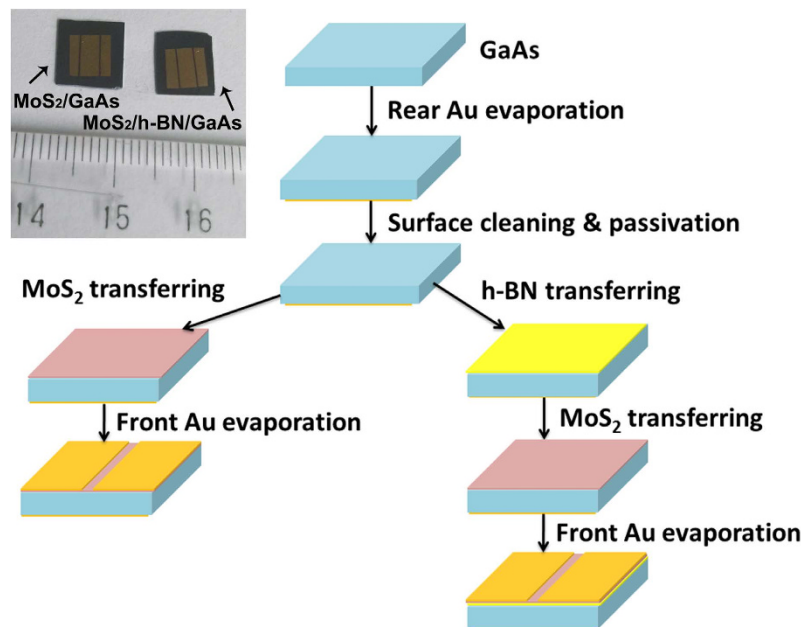 MoS₂/GaAs
MoS₂/h-BN/GaAs
14 15 16
GaAs
Rear Au evaporation
Surface cleaning & passivation
MoS₂ transferring
h-BN transferring
Front Au evaporation
MoS₂ transferring
Front Au evaporation